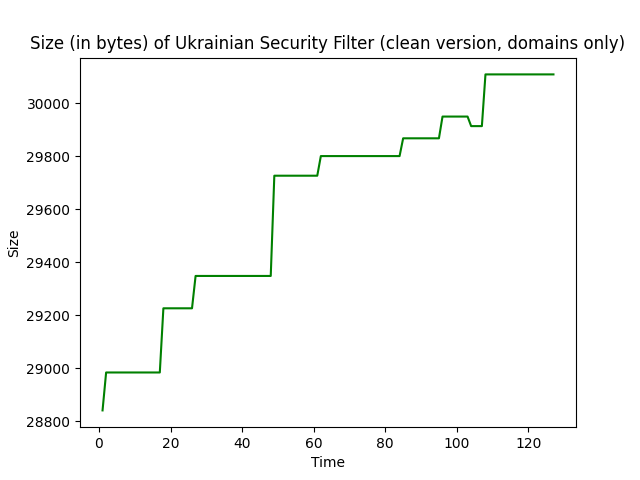 Size (in bytes) of Ukrainian Security Filter (clean version, domains only)
30000
29800
29600
29400
29200
29000
28800
Size
0 20 40 60 80 100 120
Time